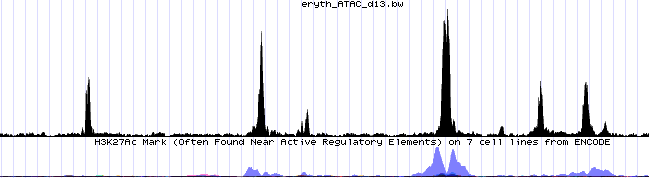 eryth_ATAC_d13.bw
H3K27Ac Mark (Often Found Near Active Regulatory Elements) on 7 cell lines from ENCODE